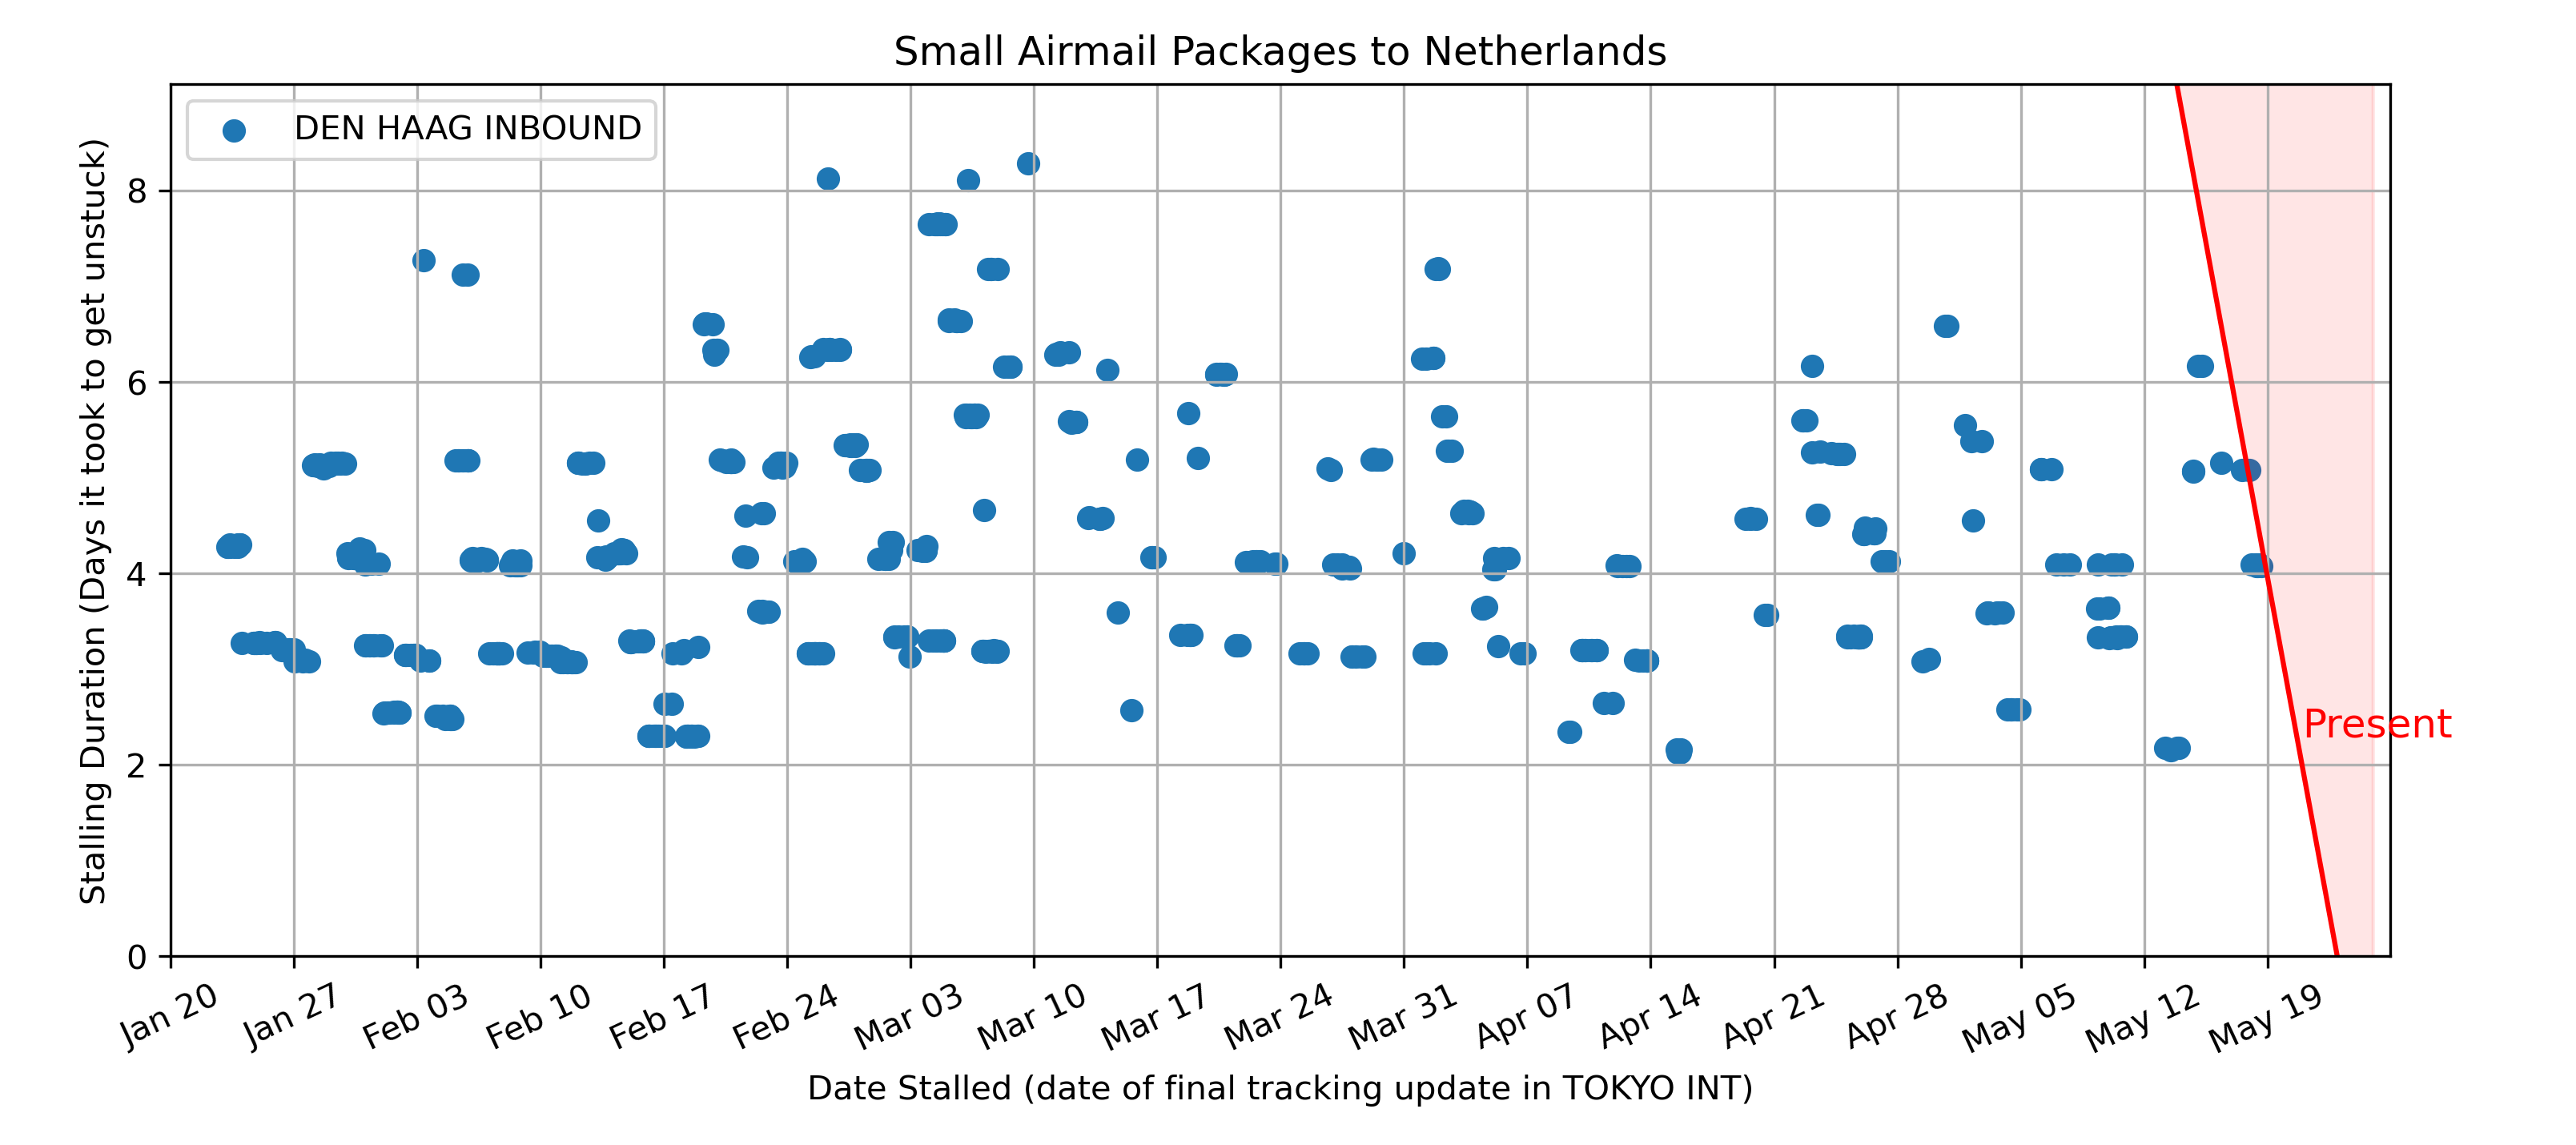 Small Airmail Packages to Netherlands
DEN HAAG INBOUND
Stalling Duration (Days it took to get unstuck)
8
6
4
2
0
Present
Jan 20
Jan 27
Feb 03
Feb 10
Feb 17
Feb 24
Mar 03
Mar 10
Mar 17
Mar 24
Mar 31
Apr 07
Apr 14
Apr 21
Apr 28
May 05
May 12
May 19
Date Stalled (date of final tracking update in TOKYO INT)